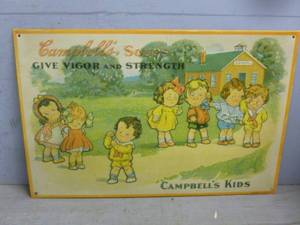 Campbell's Soups
GIVE VIGOR AND STRENGTH
CAMPBELL'S KIDS